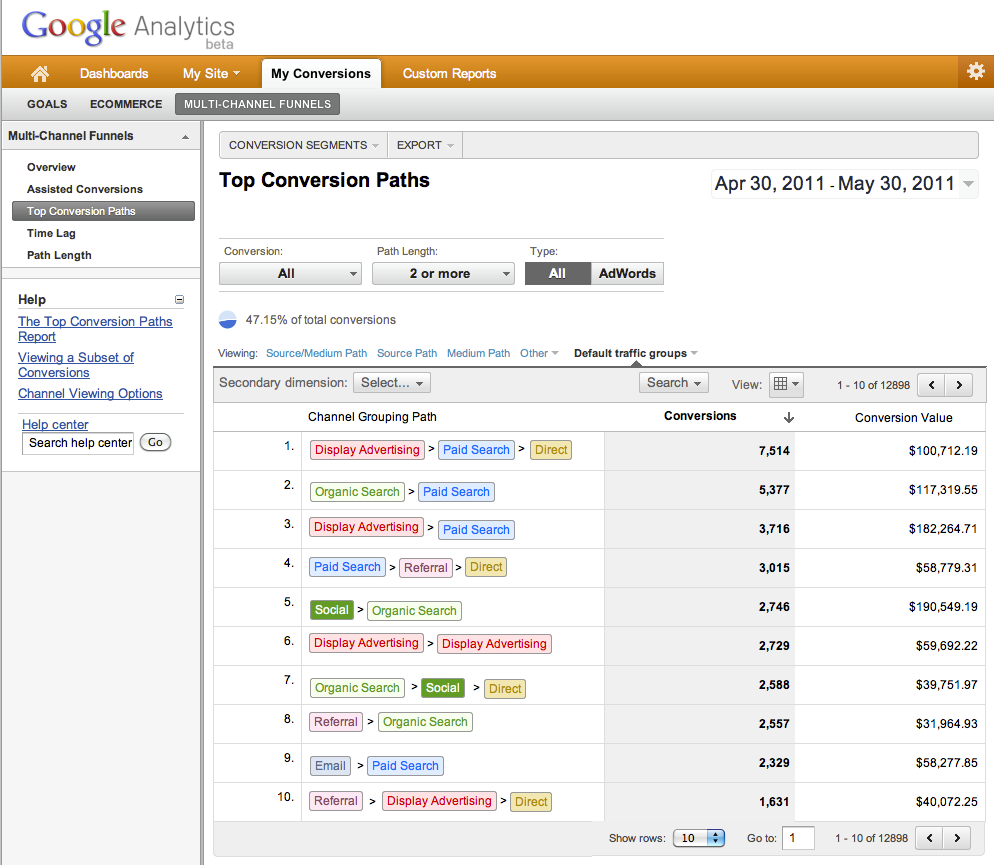 Google Analytics
beta
Dashboards My Site My Conversions Custom Reports
GOALS ECOMMERCE MULTI-CHANNEL FUNNELS
Multi-Channel Funnels
Overview
Assisted Conversions
Top Conversion Paths
Time Lag
Path Length
Help
The Top Conversion Paths
Report
Viewing a Subset of
Conversions
Channel Viewing Options
Help center
Search help center Go
CONVERSION SEGMENTS EXPORT
Top Conversion Paths
Apr 30, 2011 - May 30, 2011
Conversion: Path Length: Type:
All 2 or more All AdWords
47.15% of total conversions
Viewing: Source/Medium Path Source Path Medium Path Other Default traffic groups
Secondary dimension: Select... Search View: 1 - 10 of 12898 < >
Channel Grouping Path Conversions ↓ Conversion Value
1. Display Advertising > Paid Search > Direct 7,514 $100,712.19
2. Organic Search > Paid Search 5,377 $117,319.55
3. Display Advertising > Paid Search 3,716 $182,264.71
4. Paid Search > Referral > Direct 3,015 $58,779.31
5. Social > Organic Search 2,746 $190,549.19
6. Display Advertising > Display Advertising 2,729 $59,692.22
7. Organic Search > Social > Direct 2,588 $39,751.97
8. Referral > Organic Search 2,557 $31,964.93
9. Email > Paid Search 2,329 $58,277.85
10. Referral > Display Advertising > Direct 1,631 $40,072.25
Show rows: 10 Go to: 1 1 - 10 of 12898 < >